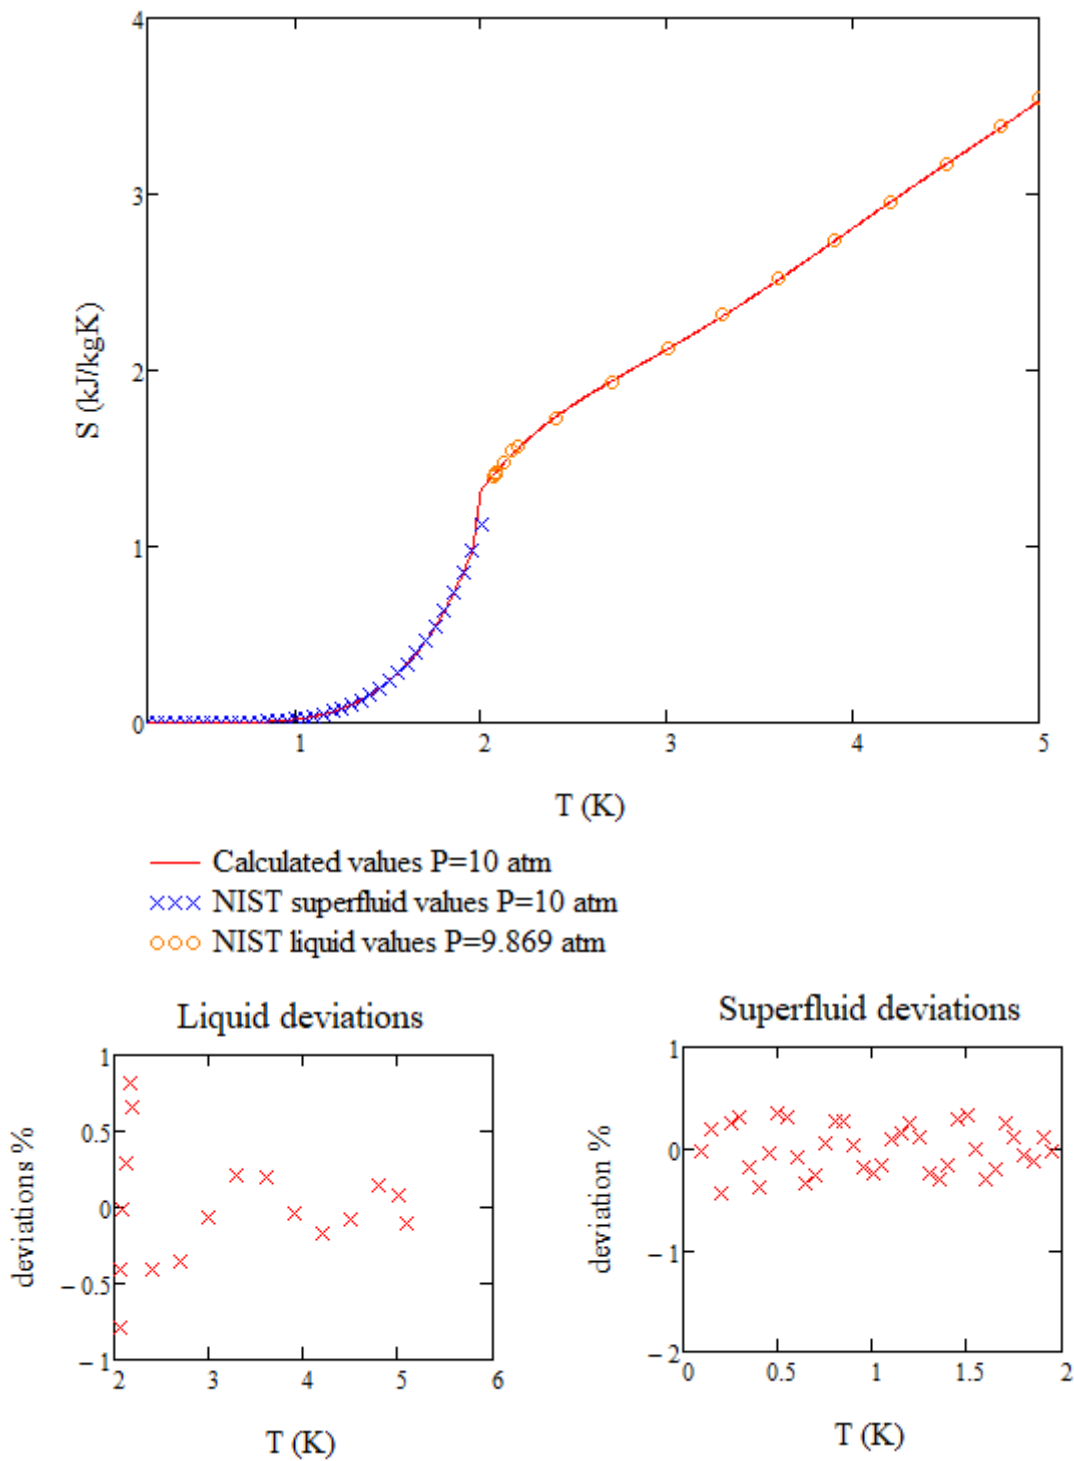 4
3
2
1
0
S (kJ/kgK)
1
2
3
4
5
T (K)
Calculated values P=10 atm
NIST superfluid values P=10 atm
NIST liquid values P=9.869 atm
Liquid deviations
1
0.5
0
− 0.5
− 1
deviations %
2
3
4
5
6
T (K)
Superfluid deviations
1
0
− 1
− 2
deviation %
0
0.5
1
1.5
2
T (K)